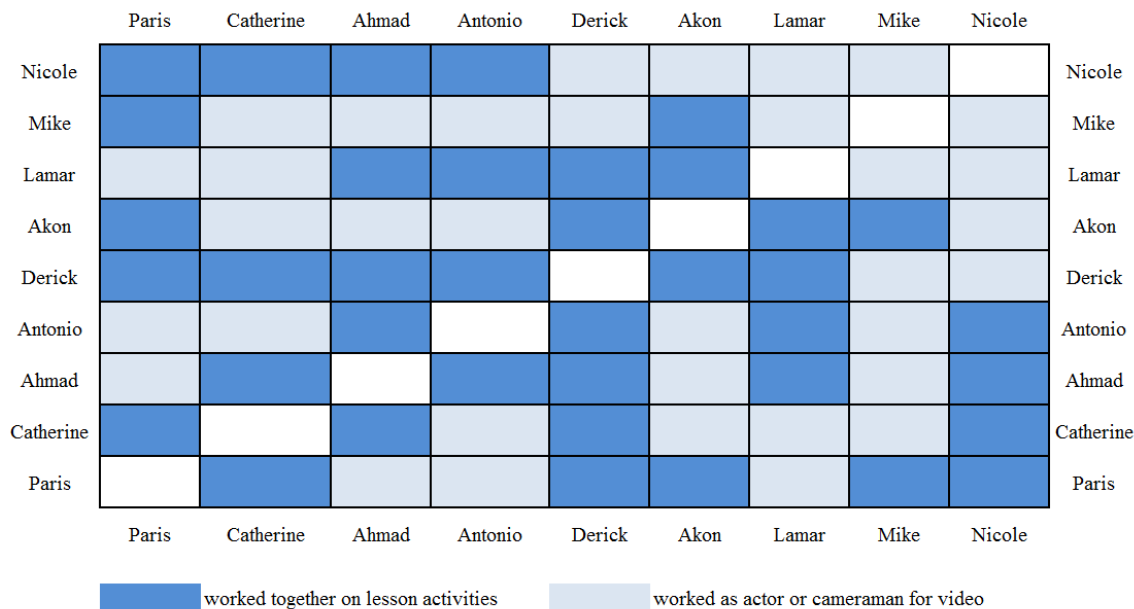 Paris Catherine Ahmad Antonio Derick Akon Lamar Mike Nicole
Nicole Nicole
Mike Mike
Lamar Lamar
Akon Akon
Derick Derick
Antonio Antonio
Ahmad Ahmad
Catherine Catherine
Paris Paris
Paris Catherine Ahmad Antonio Derick Akon Lamar Mike Nicole
worked together on lesson activities worked as actor or cameraman for video